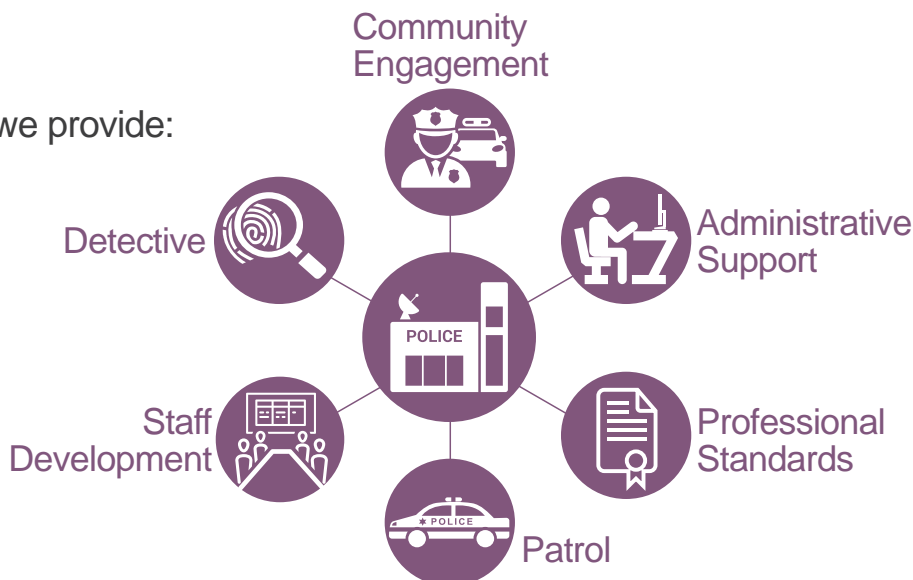 Community
Engagement
we provide:
Detective
Administrative
Support
POLICE
Staff
Development
Professional
Standards
POLICE
Patrol